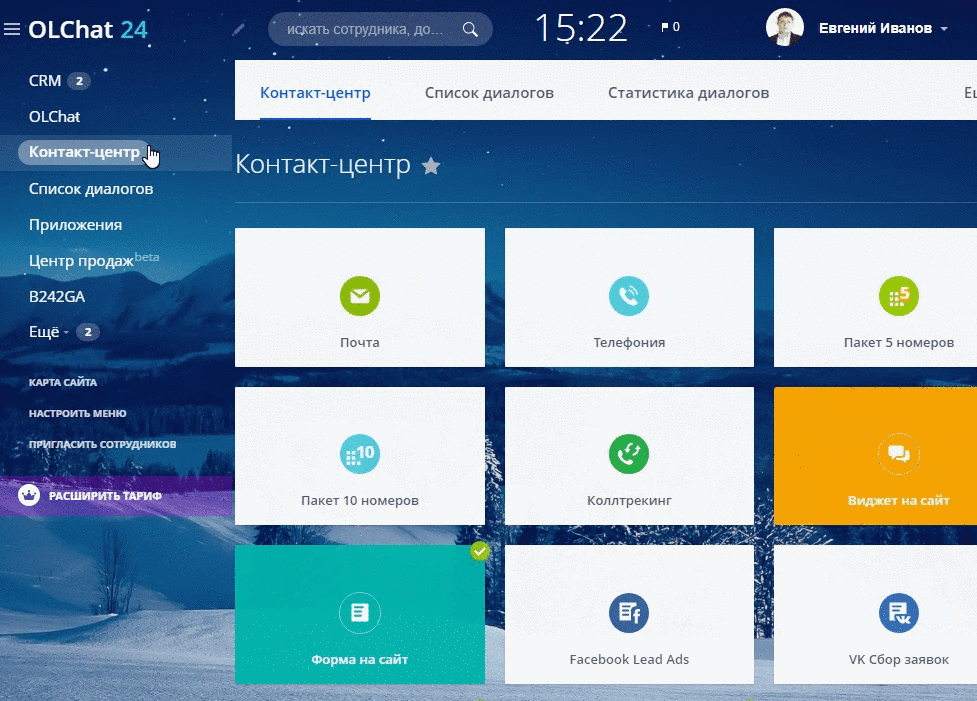 OLChat 24
искать сотрудника, до...
15:22
0
Евгений Иванов
CRM 2
OLChat
Контакт-центр
Список диалогов
Приложения
Центр продаж beta
B242GA
Ещё 2
КАРТА САЙТА
НАСТРОИТЬ МЕНЮ
ПРИГЛАСИТЬ СОТРУДНИКОВ
РАСШИРИТЬ ТАРИФ
Контакт-центр Список диалогов Статистика диалогов
Контакт-центр
Почта
Телефония
5
Пакет 5 номеров
10
Пакет 10 номеров
Коллтрекинг
Виджет на сайт
Форма на сайт
Facebook Lead Ads
VK Сбор заявок